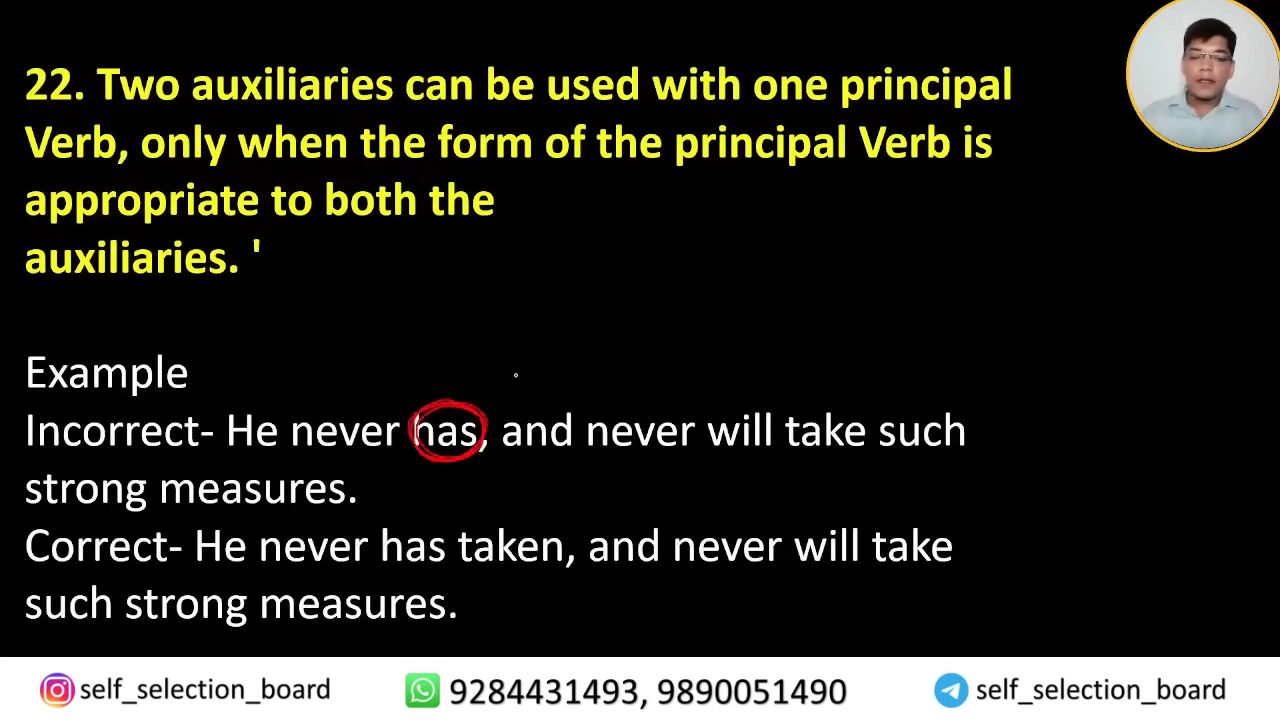 22. Two auxiliaries can be used with one principal
Verb, only when the form of the principal Verb is
appropriate to both the
auxiliaries. '
Example
Incorrect- He never has, and never will take such
strong measures.
Correct- He never has taken, and never will take
such strong measures.
self_selection_board 9284431493, 9890051490 self_selection_board